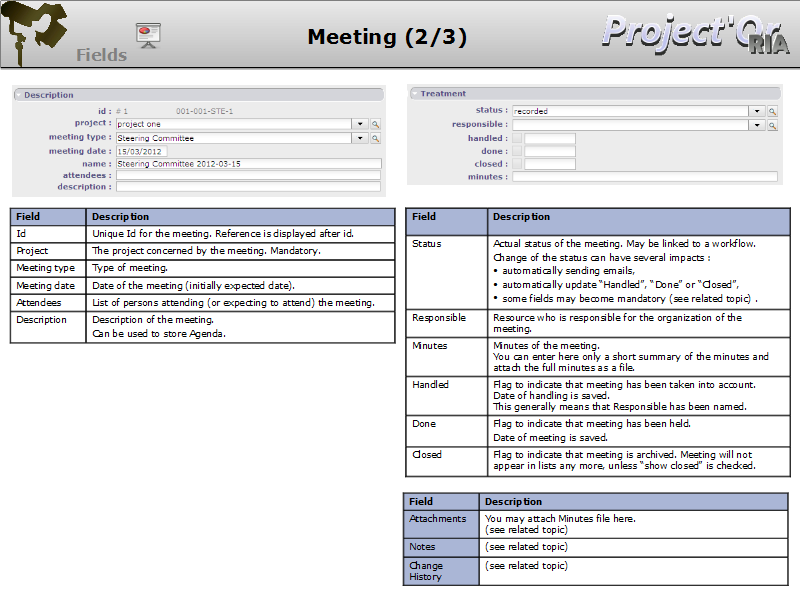 Fields
Meeting (2/3)
Project'Or
RIA
Description
id : # 1 001-001-STE-1
project : project one
meeting type : Steering Committee
meeting date : 15/03/2012
name : Steering Committee 2012-03-15
attendees :
description :
Treatment
status : recorded
responsible :
handled :
done :
closed :
minutes :
Field Description
Id Unique Id for the meeting. Reference is displayed after id.
Project The project concerned by the meeting. Mandatory.
Meeting type Type of meeting.
Meeting date Date of the meeting (initially expected date).
Attendees List of persons attending (or expecting to attend) the meeting.
Description Description of the meeting.
Can be used to store Agenda.
Field Description
Status Actual status of the meeting. May be linked to a workflow.
Change of the status can have several impacts :
• automatically sending emails,
• automatically update “Handled”, “Done” or “Closed”,
• some fields may become mandatory (see related topic) .
Responsible Resource who is responsible for the organization of the
meeting.
Minutes Minutes of the meeting.
You can enter here only a short summary of the minutes and
attach the full minutes as a file.
Handled Flag to indicate that meeting has been taken into account.
Date of handling is saved.
This generally means that Responsible has been named.
Done Flag to indicate that meeting has been held.
Date of meeting is saved.
Closed Flag to indicate that meeting is archived. Meeting will not
appear in lists any more, unless “show closed” is checked.
Field Description
Attachments You may attach Minutes file here.
(see related topic)
Notes (see related topic)
Change (see related topic)
History